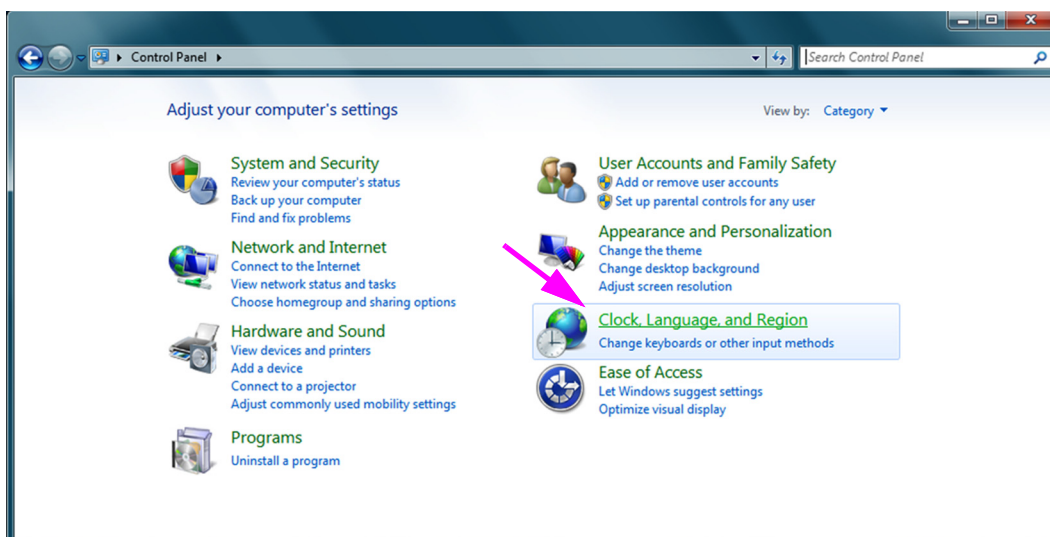 Control Panel
Search Control Panel
Adjust your computer's settings
View by: Category
System and Security
Review your computer's status
Back up your computer
Find and fix problems
Network and Internet
Connect to the Internet
View network status and tasks
Choose homegroup and sharing options
Hardware and Sound
View devices and printers
Add a device
Connect to a projector
Adjust commonly used mobility settings
Programs
Uninstall a program
User Accounts and Family Safety
Add or remove user accounts
Set up parental controls for any user
Appearance and Personalization
Change the theme
Change desktop background
Adjust screen resolution
Clock, Language, and Region
Change keyboards or other input methods
Ease of Access
Let Windows suggest settings
Optimize visual display